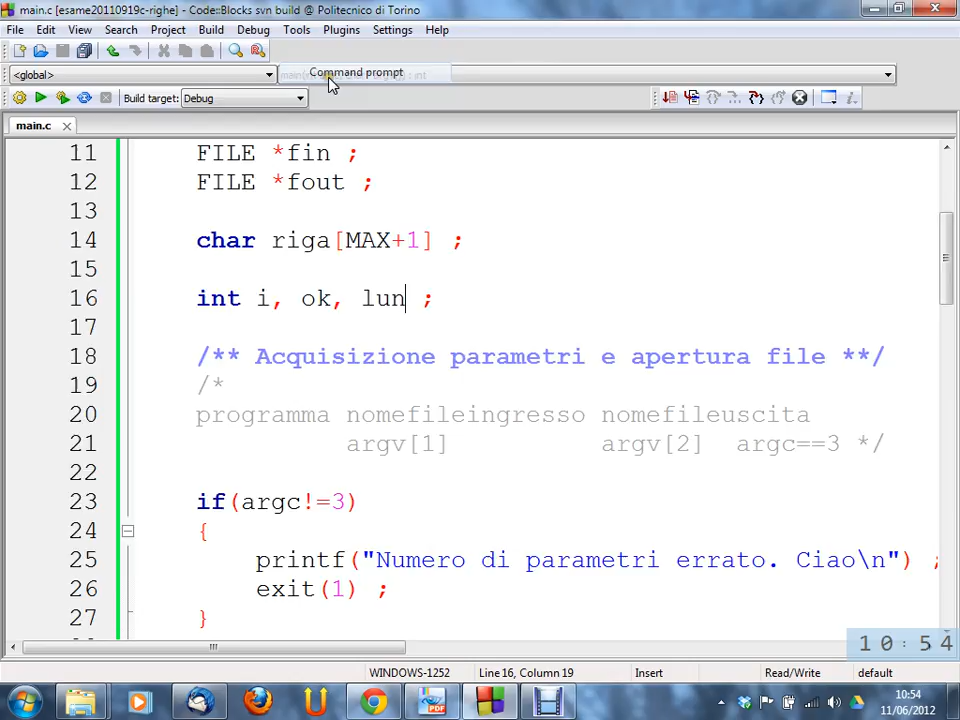 main.c [esame20110919c-righe] - Code::Blocks svn build @ Politecnico di Torino
File Edit View Search Project Build Debug Tools Plugins Settings Help
<global>
Command prompt
Build target: Debug
main.c
11 FILE *fin ;
12 FILE *fout ;
13
14 char riga[MAX+1] ;
15
16 int i, ok, lun ;
17
18 /** Acquisizione parametri e apertura file **/
19 /*
20 programma nomefileingresso nomefileuscita
21 argv[1] argv[2] argc==3 */
22
23 if(argc!=3)
24 {
25 printf("Numero di parametri errato. Ciao\n") ;
26 exit(1) ;
27 }
10:54
WINDOWS-1252 Line 16, Column 19 Insert Read/Write default
10:54
11/06/2012